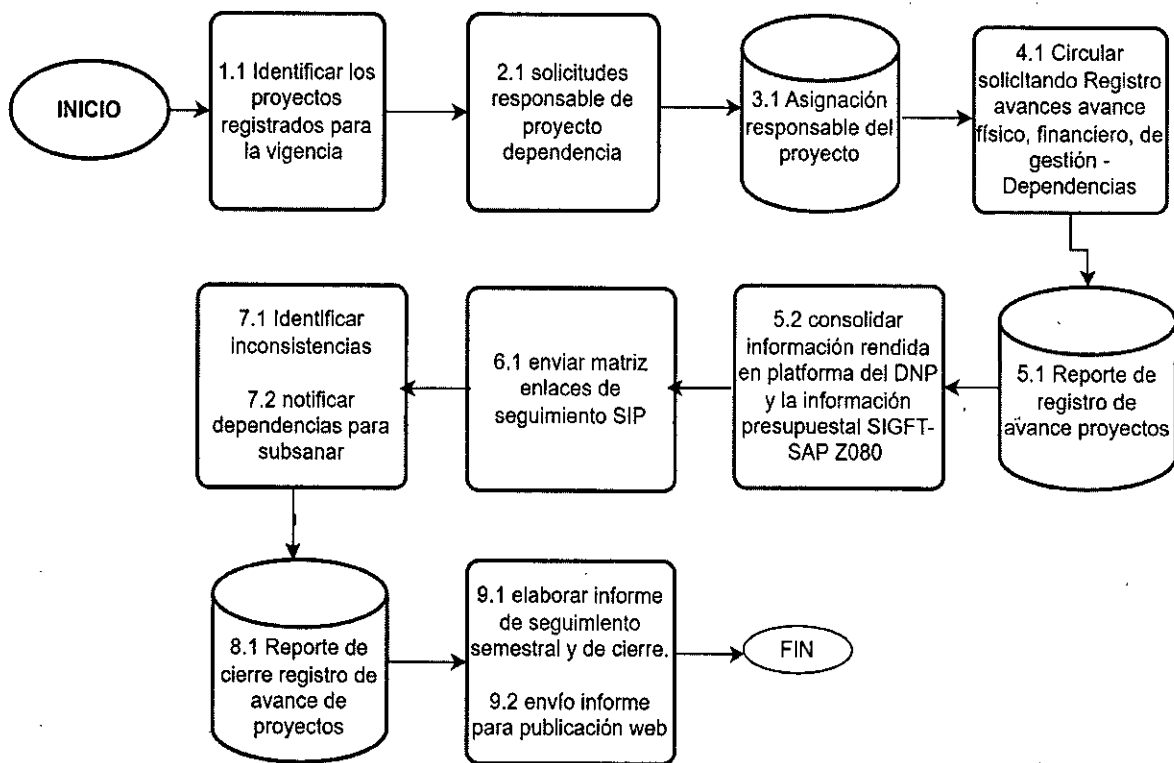 INICIO
1.1 Identificar los
proyectos
registrados para
la vigencia
2.1 solicitudes
responsable de
proyecto
dependencia
3.1 Asignación
responsable del
proyecto
4.1 Circular
solicitando Registro
avances avance
físico, financiero, de
gestión -
Dependencias
5.1 Reporte de
registro de
avance proyectos
5.2 consolidar
información rendida
en platforma del DNP
y la información
presupuestal SIGFT-
SAP Z080
6.1 enviar matriz
enlaces de
seguimiento SIP
7.1 Identificar
inconsistencias
7.2 notificar
dependencias para
subsanar
8.1 Reporte de
cierre registro de
avance de
proyectos
9.1 elaborar informe
de seguimiento
semestral y de cierre.
9.2 envío informe
para publicación web
FIN